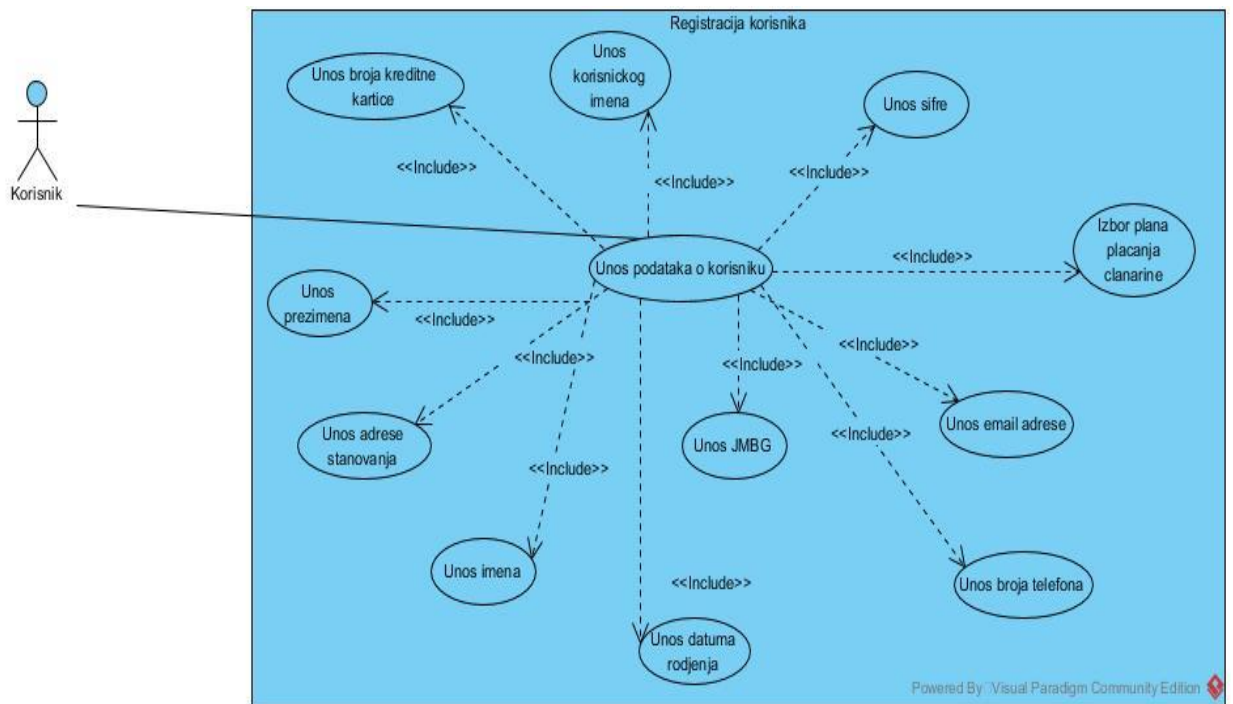 Registracija korisnika
Unos broja kreditne
kartice
Unos
korisnickog
imena
Unos sifre
Korisnik
<<Include>>
<<Include>>
<<Include>>
Izbor plana
placanja
clanarine
<<Include>>
Unos podataka o korisniku
Unos
prezimena
<<Include>>
<<Include>>
<<Include>>
<<Include>>
Unos adrese
stanovanja
<<Include>>
Unos JMBG
<<Include>>
Unos email adrese
Unos imena
<<Include>>
Unos broja telefona
Unos datuma
rodjenja
Powered By Visual Paradigm Community Edition